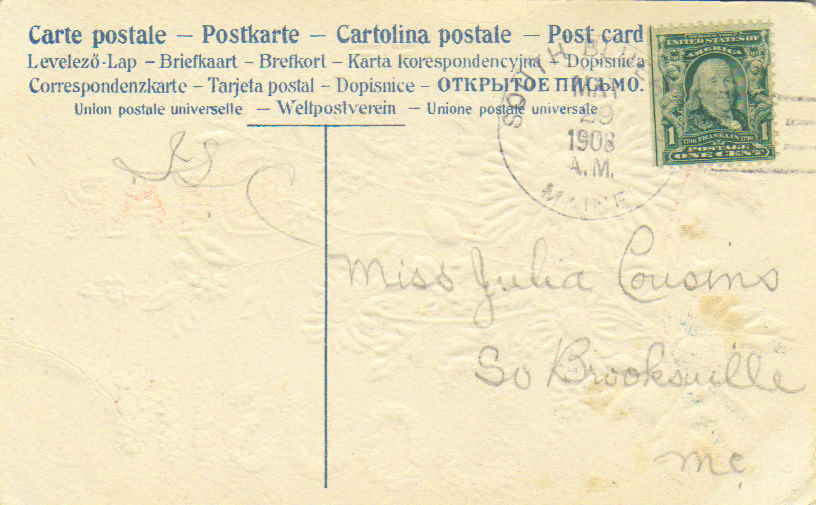 Carte postale – Postkarte – Cartolina postale – Post card
Levelező-Lap – Briefkaart – Brefkort – Karta korespondencyjna – Dopisnica
Correspondenzkarte – Tarjeta postal – Dopisnice – ОТКРЫТОЕ ПИСЬМО.
Union postale universelle – Weltpostverein – Unione postale universale
SOUTH
29
1908
A.M.
MAINE
UNITED STATES OF
AMERICA
1 FRANKLIN 1
POSTAGE
ONE CENT
Miss Julia Cousins
So Brooksville
Me